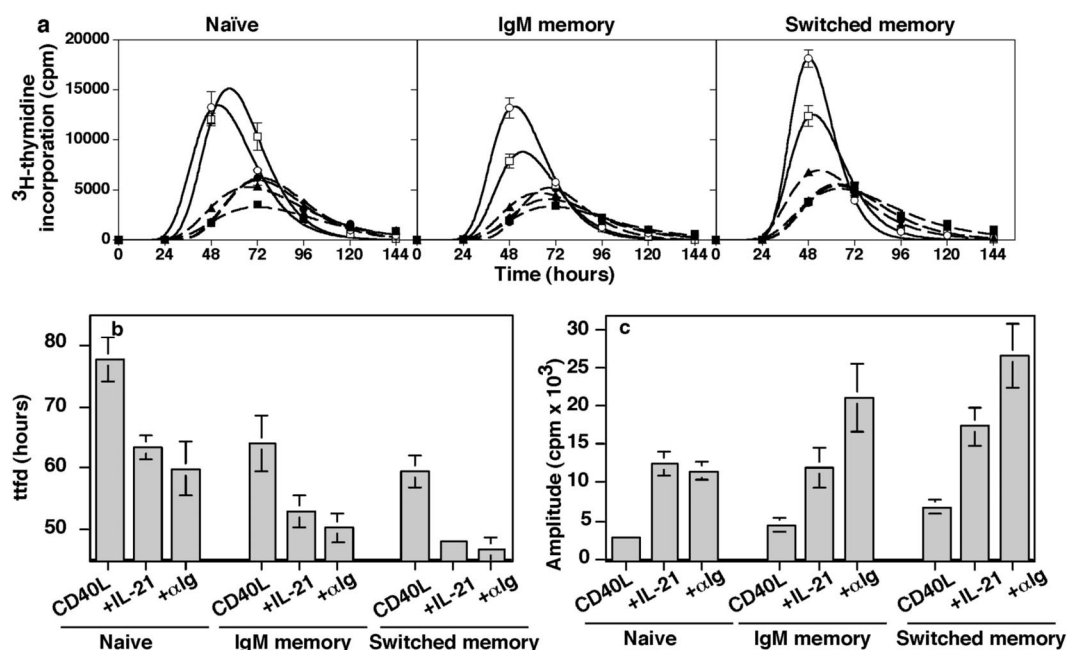 a
Naïve
IgM memory
Switched memory
³H-thymidine
incorporation (cpm)
20000
15000
10000
5000
0
0 24 48 72 96 120 144
0 24 48 72 96 120 144
0 24 48 72 96 120 144
Time (hours)
b
ttfd (hours)
80
70
60
50
CD40L +IL-21 +αIg
CD40L +IL-21 +αIg
CD40L +IL-21 +αIg
Naive
IgM memory
Switched memory
c
Amplitude (cpm x 10³)
30
25
20
15
10
5
0
CD40L +IL-21 +αIg
CD40L +IL-21 +αIg
CD40L +IL-21 +αIg
Naive
IgM memory
Switched memory